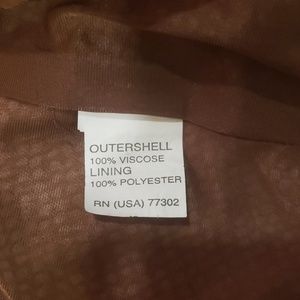 OUTERSHELL
100% VISCOSE
LINING
100% POLYESTER
RN (USA) 77302